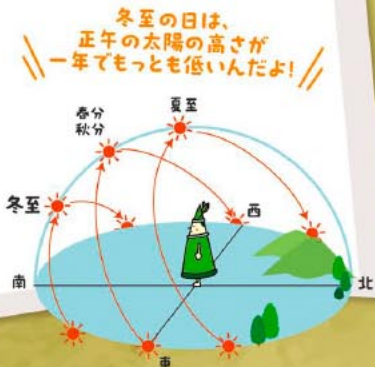 冬至の日は、
正午の太陽の高さが
一年でもっとも低いんだよ!
夏至
春分
秋分
冬至
西
南
北
東